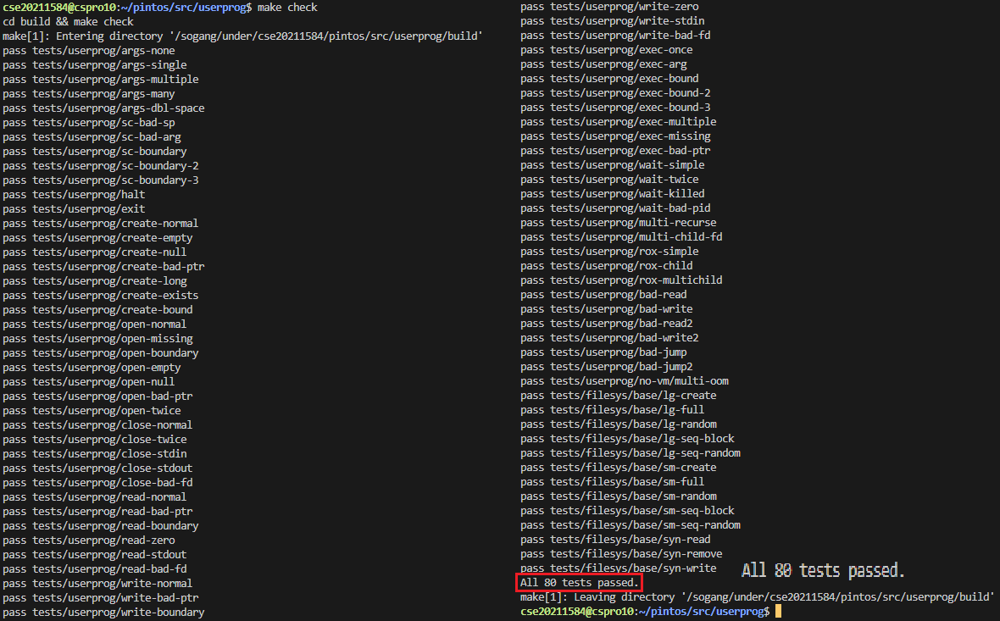 cse20211584@cspro10:~/pintos/src/userprog$ make check
cd build && make check
make[1]: Entering directory '/sogang/under/cse20211584/pintos/src/userprog/build'
pass tests/userprog/args-none
pass tests/userprog/args-single
pass tests/userprog/args-multiple
pass tests/userprog/args-many
pass tests/userprog/args-dbl-space
pass tests/userprog/sc-bad-sp
pass tests/userprog/sc-bad-arg
pass tests/userprog/sc-boundary
pass tests/userprog/sc-boundary-2
pass tests/userprog/sc-boundary-3
pass tests/userprog/halt
pass tests/userprog/exit
pass tests/userprog/create-normal
pass tests/userprog/create-empty
pass tests/userprog/create-null
pass tests/userprog/create-bad-ptr
pass tests/userprog/create-long
pass tests/userprog/create-exists
pass tests/userprog/create-bound
pass tests/userprog/open-normal
pass tests/userprog/open-missing
pass tests/userprog/open-boundary
pass tests/userprog/open-empty
pass tests/userprog/open-null
pass tests/userprog/open-bad-ptr
pass tests/userprog/open-twice
pass tests/userprog/close-normal
pass tests/userprog/close-twice
pass tests/userprog/close-stdin
pass tests/userprog/close-stdout
pass tests/userprog/close-bad-fd
pass tests/userprog/read-normal
pass tests/userprog/read-bad-ptr
pass tests/userprog/read-boundary
pass tests/userprog/read-zero
pass tests/userprog/read-stdout
pass tests/userprog/read-bad-fd
pass tests/userprog/write-normal
pass tests/userprog/write-bad-ptr
pass tests/userprog/write-boundary
pass tests/userprog/write-zero
pass tests/userprog/write-stdin
pass tests/userprog/write-bad-fd
pass tests/userprog/exec-once
pass tests/userprog/exec-arg
pass tests/userprog/exec-bound
pass tests/userprog/exec-bound-2
pass tests/userprog/exec-bound-3
pass tests/userprog/exec-multiple
pass tests/userprog/exec-missing
pass tests/userprog/exec-bad-ptr
pass tests/userprog/wait-simple
pass tests/userprog/wait-twice
pass tests/userprog/wait-killed
pass tests/userprog/wait-bad-pid
pass tests/userprog/multi-recurse
pass tests/userprog/multi-child-fd
pass tests/userprog/rox-simple
pass tests/userprog/rox-child
pass tests/userprog/rox-multichild
pass tests/userprog/bad-read
pass tests/userprog/bad-write
pass tests/userprog/bad-read2
pass tests/userprog/bad-write2
pass tests/userprog/bad-jump
pass tests/userprog/bad-jump2
pass tests/userprog/no-vm/multi-oom
pass tests/filesys/base/lg-create
pass tests/filesys/base/lg-full
pass tests/filesys/base/lg-random
pass tests/filesys/base/lg-seq-block
pass tests/filesys/base/lg-seq-random
pass tests/filesys/base/sm-create
pass tests/filesys/base/sm-full
pass tests/filesys/base/sm-random
pass tests/filesys/base/sm-seq-block
pass tests/filesys/base/sm-seq-random
pass tests/filesys/base/syn-read
pass tests/filesys/base/syn-remove
pass tests/filesys/base/syn-write
All 80 tests passed.
All 80 tests passed.
make[1]: Leaving directory '/sogang/under/cse20211584/pintos/src/userprog/build'
cse20211584@cspro10:~/pintos/src/userprog$